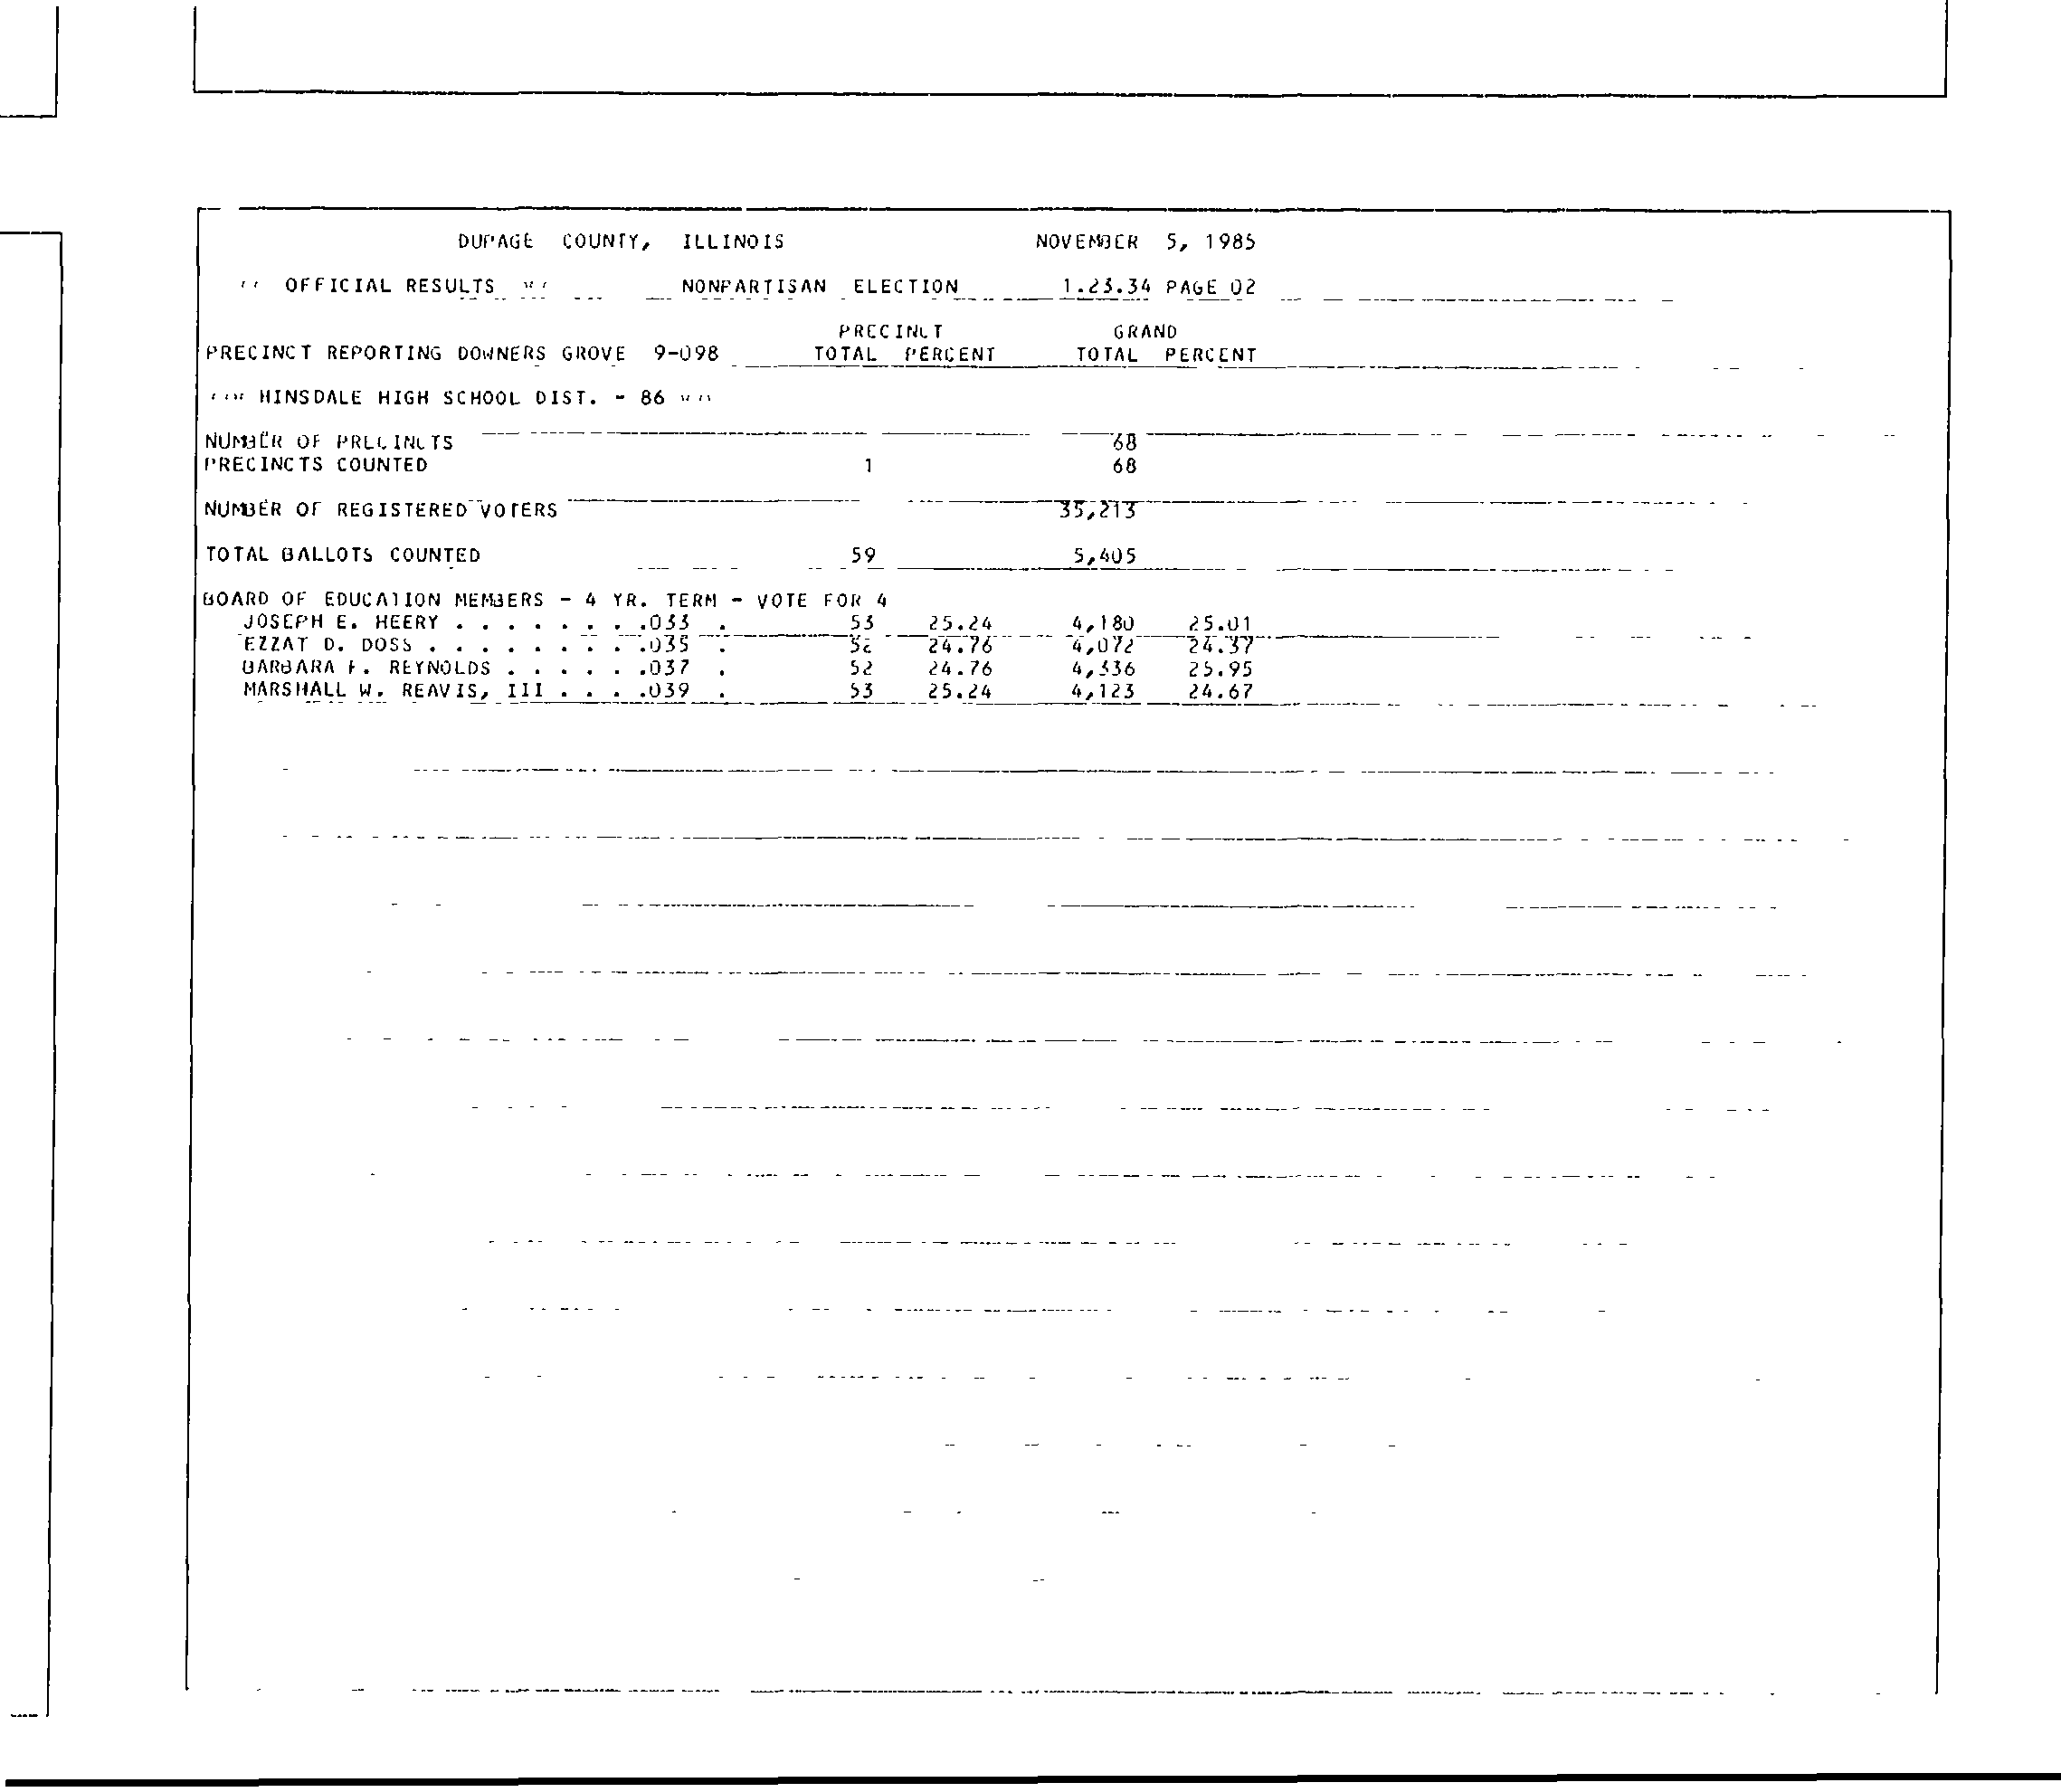 DUPAGE COUNTY, ILLINOIS NOVEMBER 5, 1985
OFFICIAL RESULTS NONPARTISAN ELECTION 1.23.34 PAGE 02
PRECINCT GRAND
PRECINCT REPORTING DOWNERS GROVE 9-098 TOTAL PERCENT TOTAL PERCENT
HINSDALE HIGH SCHOOL DIST. - 86
NUMBER OF PRECINCTS 68
PRECINCTS COUNTED 1 68
NUMBER OF REGISTERED VOTERS 35,213
TOTAL BALLOTS COUNTED 59 5,405
BOARD OF EDUCATION MEMBERS - 4 YR. TERM - VOTE FOR 4
JOSEPH E. HEERY . . . . . . . .033 . 53 25.24 4,180 25.01
EZZAT D. DOSS . . . . . . . . .035 . 52 24.76 4,072 24.37
BARBARA F. REYNOLDS . . . . . .037 . 52 24.76 4,336 25.95
MARSHALL W. REAVIS, III . . . .039 . 53 25.24 4,123 24.67